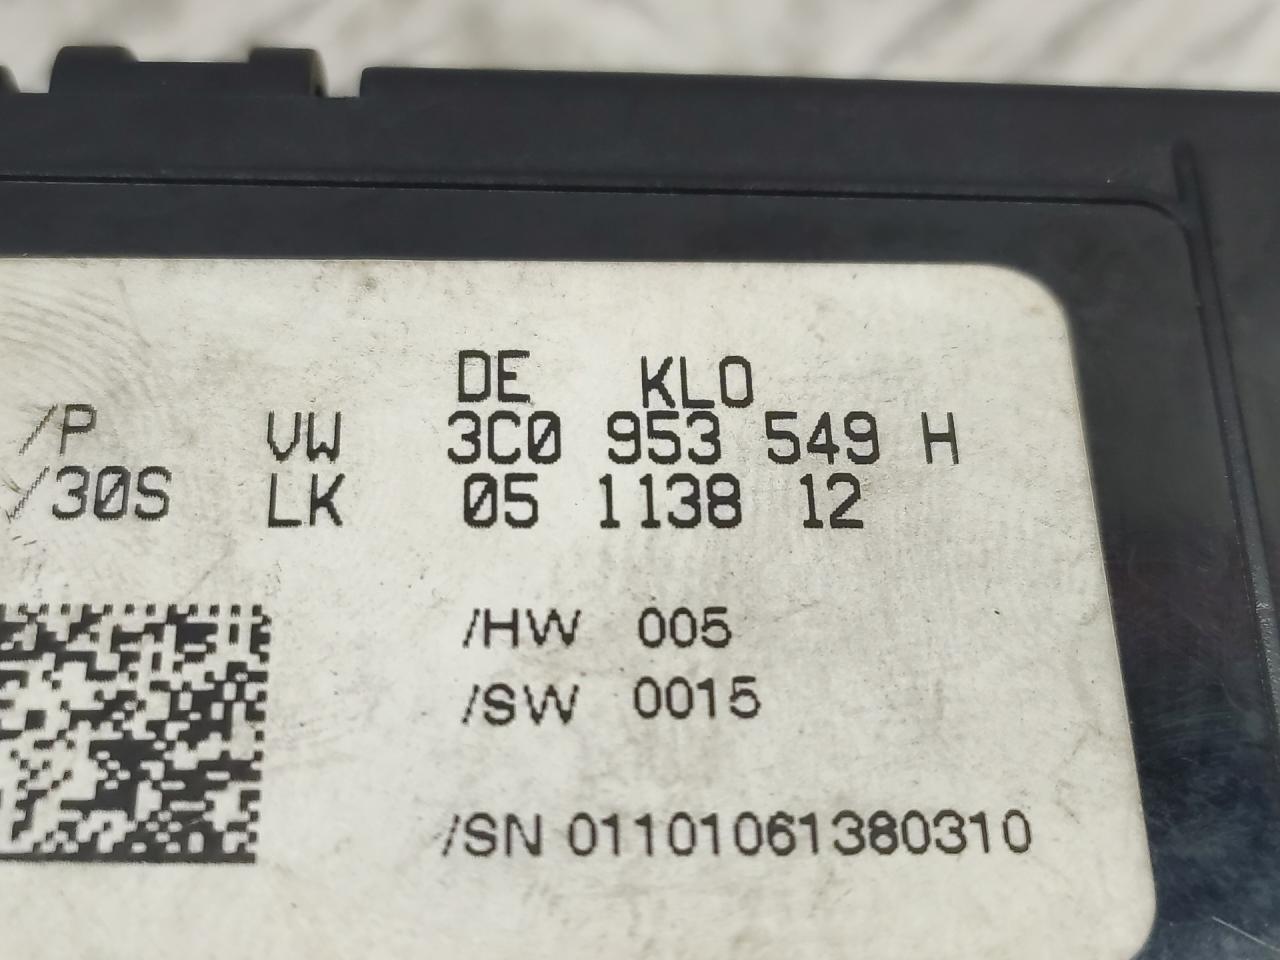 DE KLO
/P VW 3C0 953 549 H
/30S LK 05 1138 12
/HW 005
/SW 0015
/SN 01101061380310